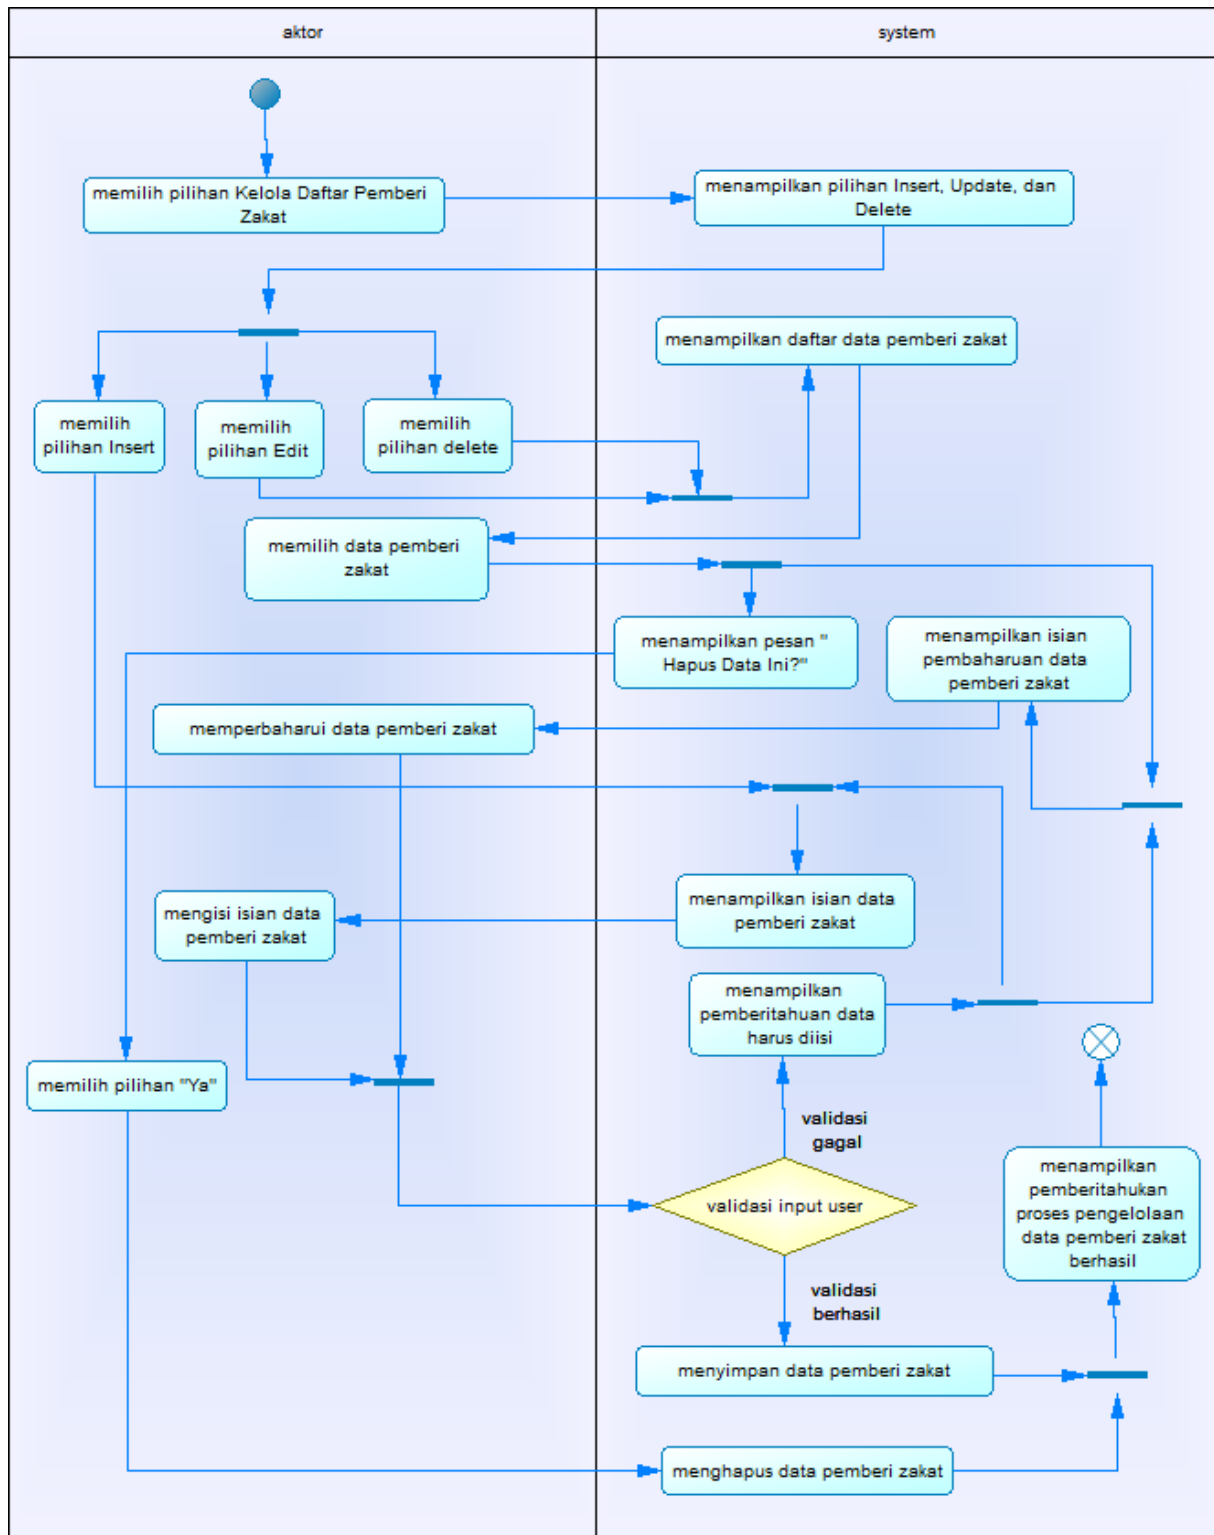 aktor
system
memilih pilihan Kelola Daftar Pemberi
Zakat
menampilkan pilihan Insert, Update, dan
Delete
menampilkan daftar data pemberi zakat
memilih
pilihan Insert
memilih
pilihan Edit
memilih
pilihan delete
memilih data pemberi
zakat
menampilkan pesan "
Hapus Data Ini?"
menampilkan isian
pembaharuan data
pemberi zakat
memperbaharui data pemberi zakat
menampilkan isian data
pemberi zakat
mengisi isian data
pemberi zakat
menampilkan
pemberitahuan data
harus diisi
memilih pilihan "Ya"
validasi
gagal
validasi input user
menampilkan
pemberitahukan
proses pengelolaan
data pemberi zakat
berhasil
validasi
berhasil
menyimpan data pemberi zakat
menghapus data pemberi zakat